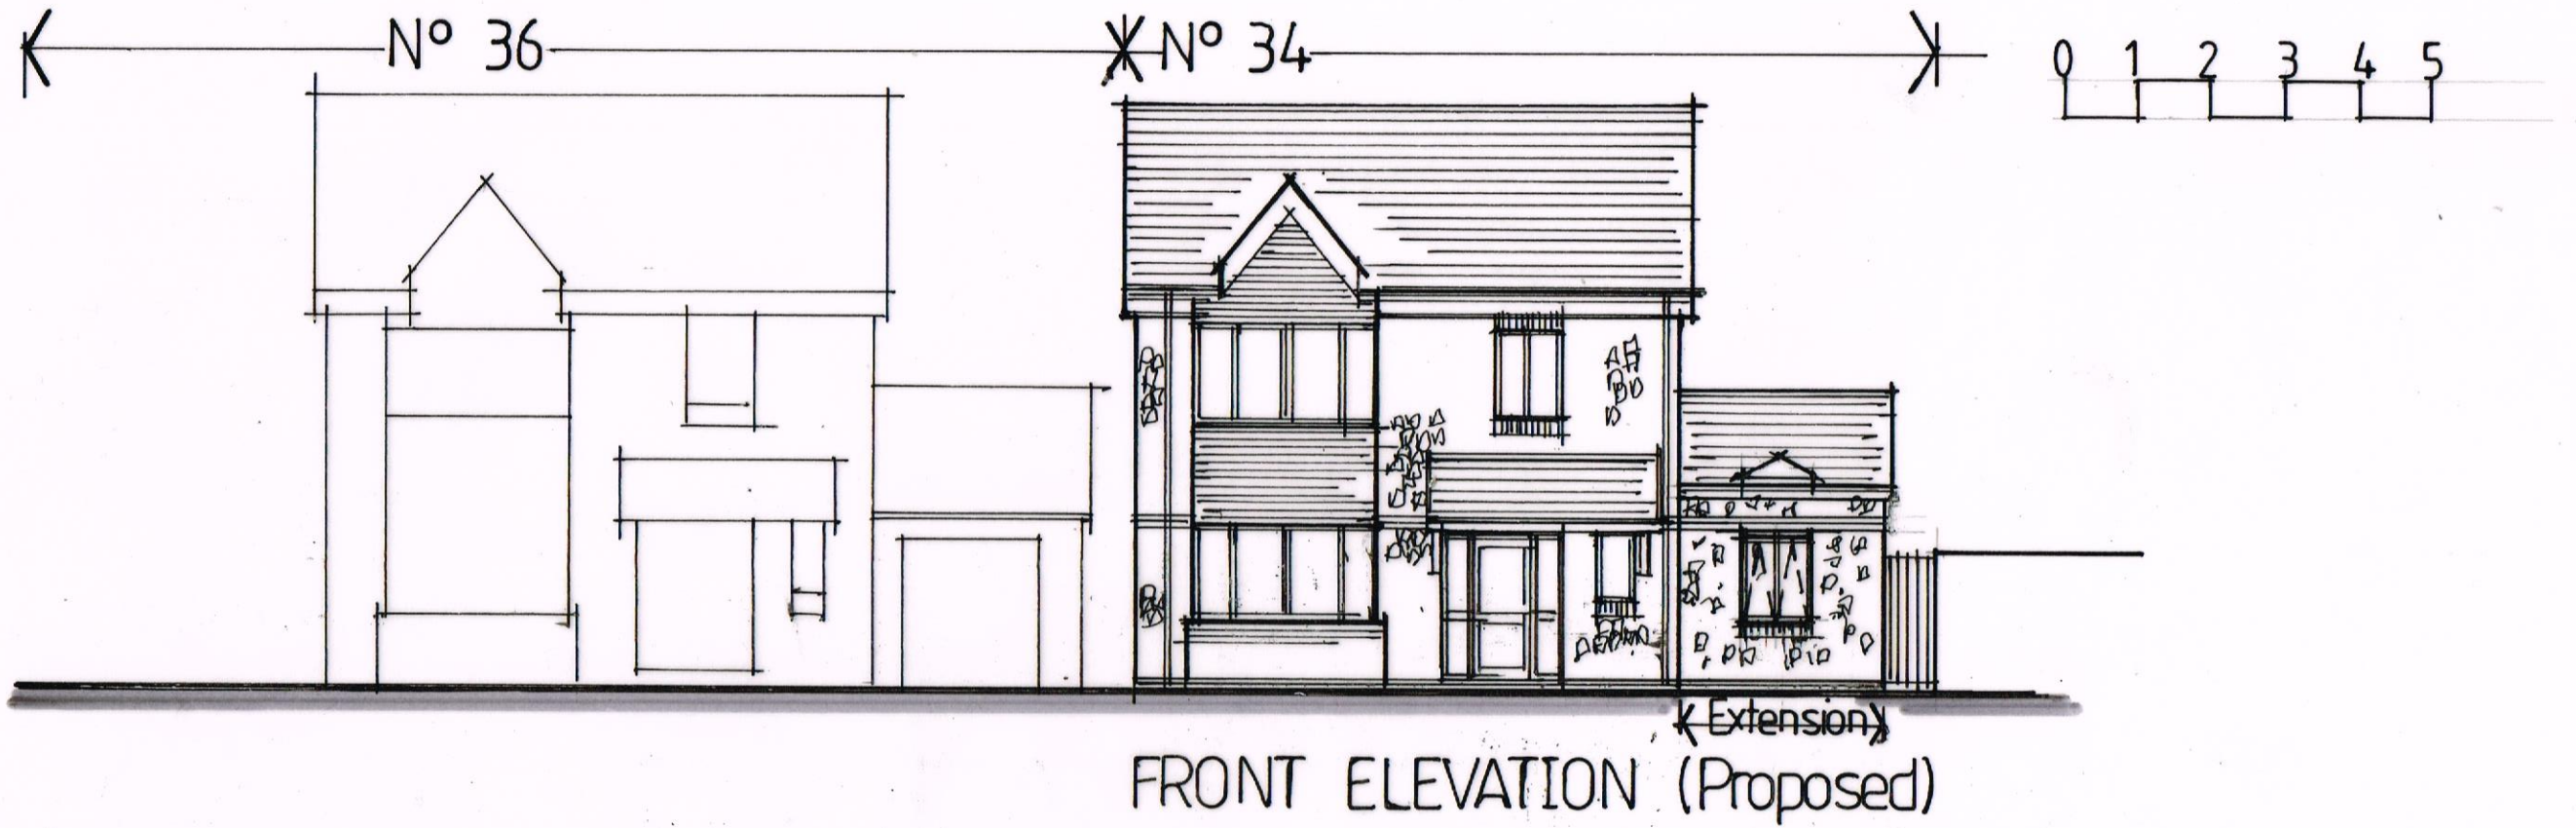 Nº 36
Nº 34
0 1 2 3 4 5
Extension
FRONT ELEVATION (Proposed)